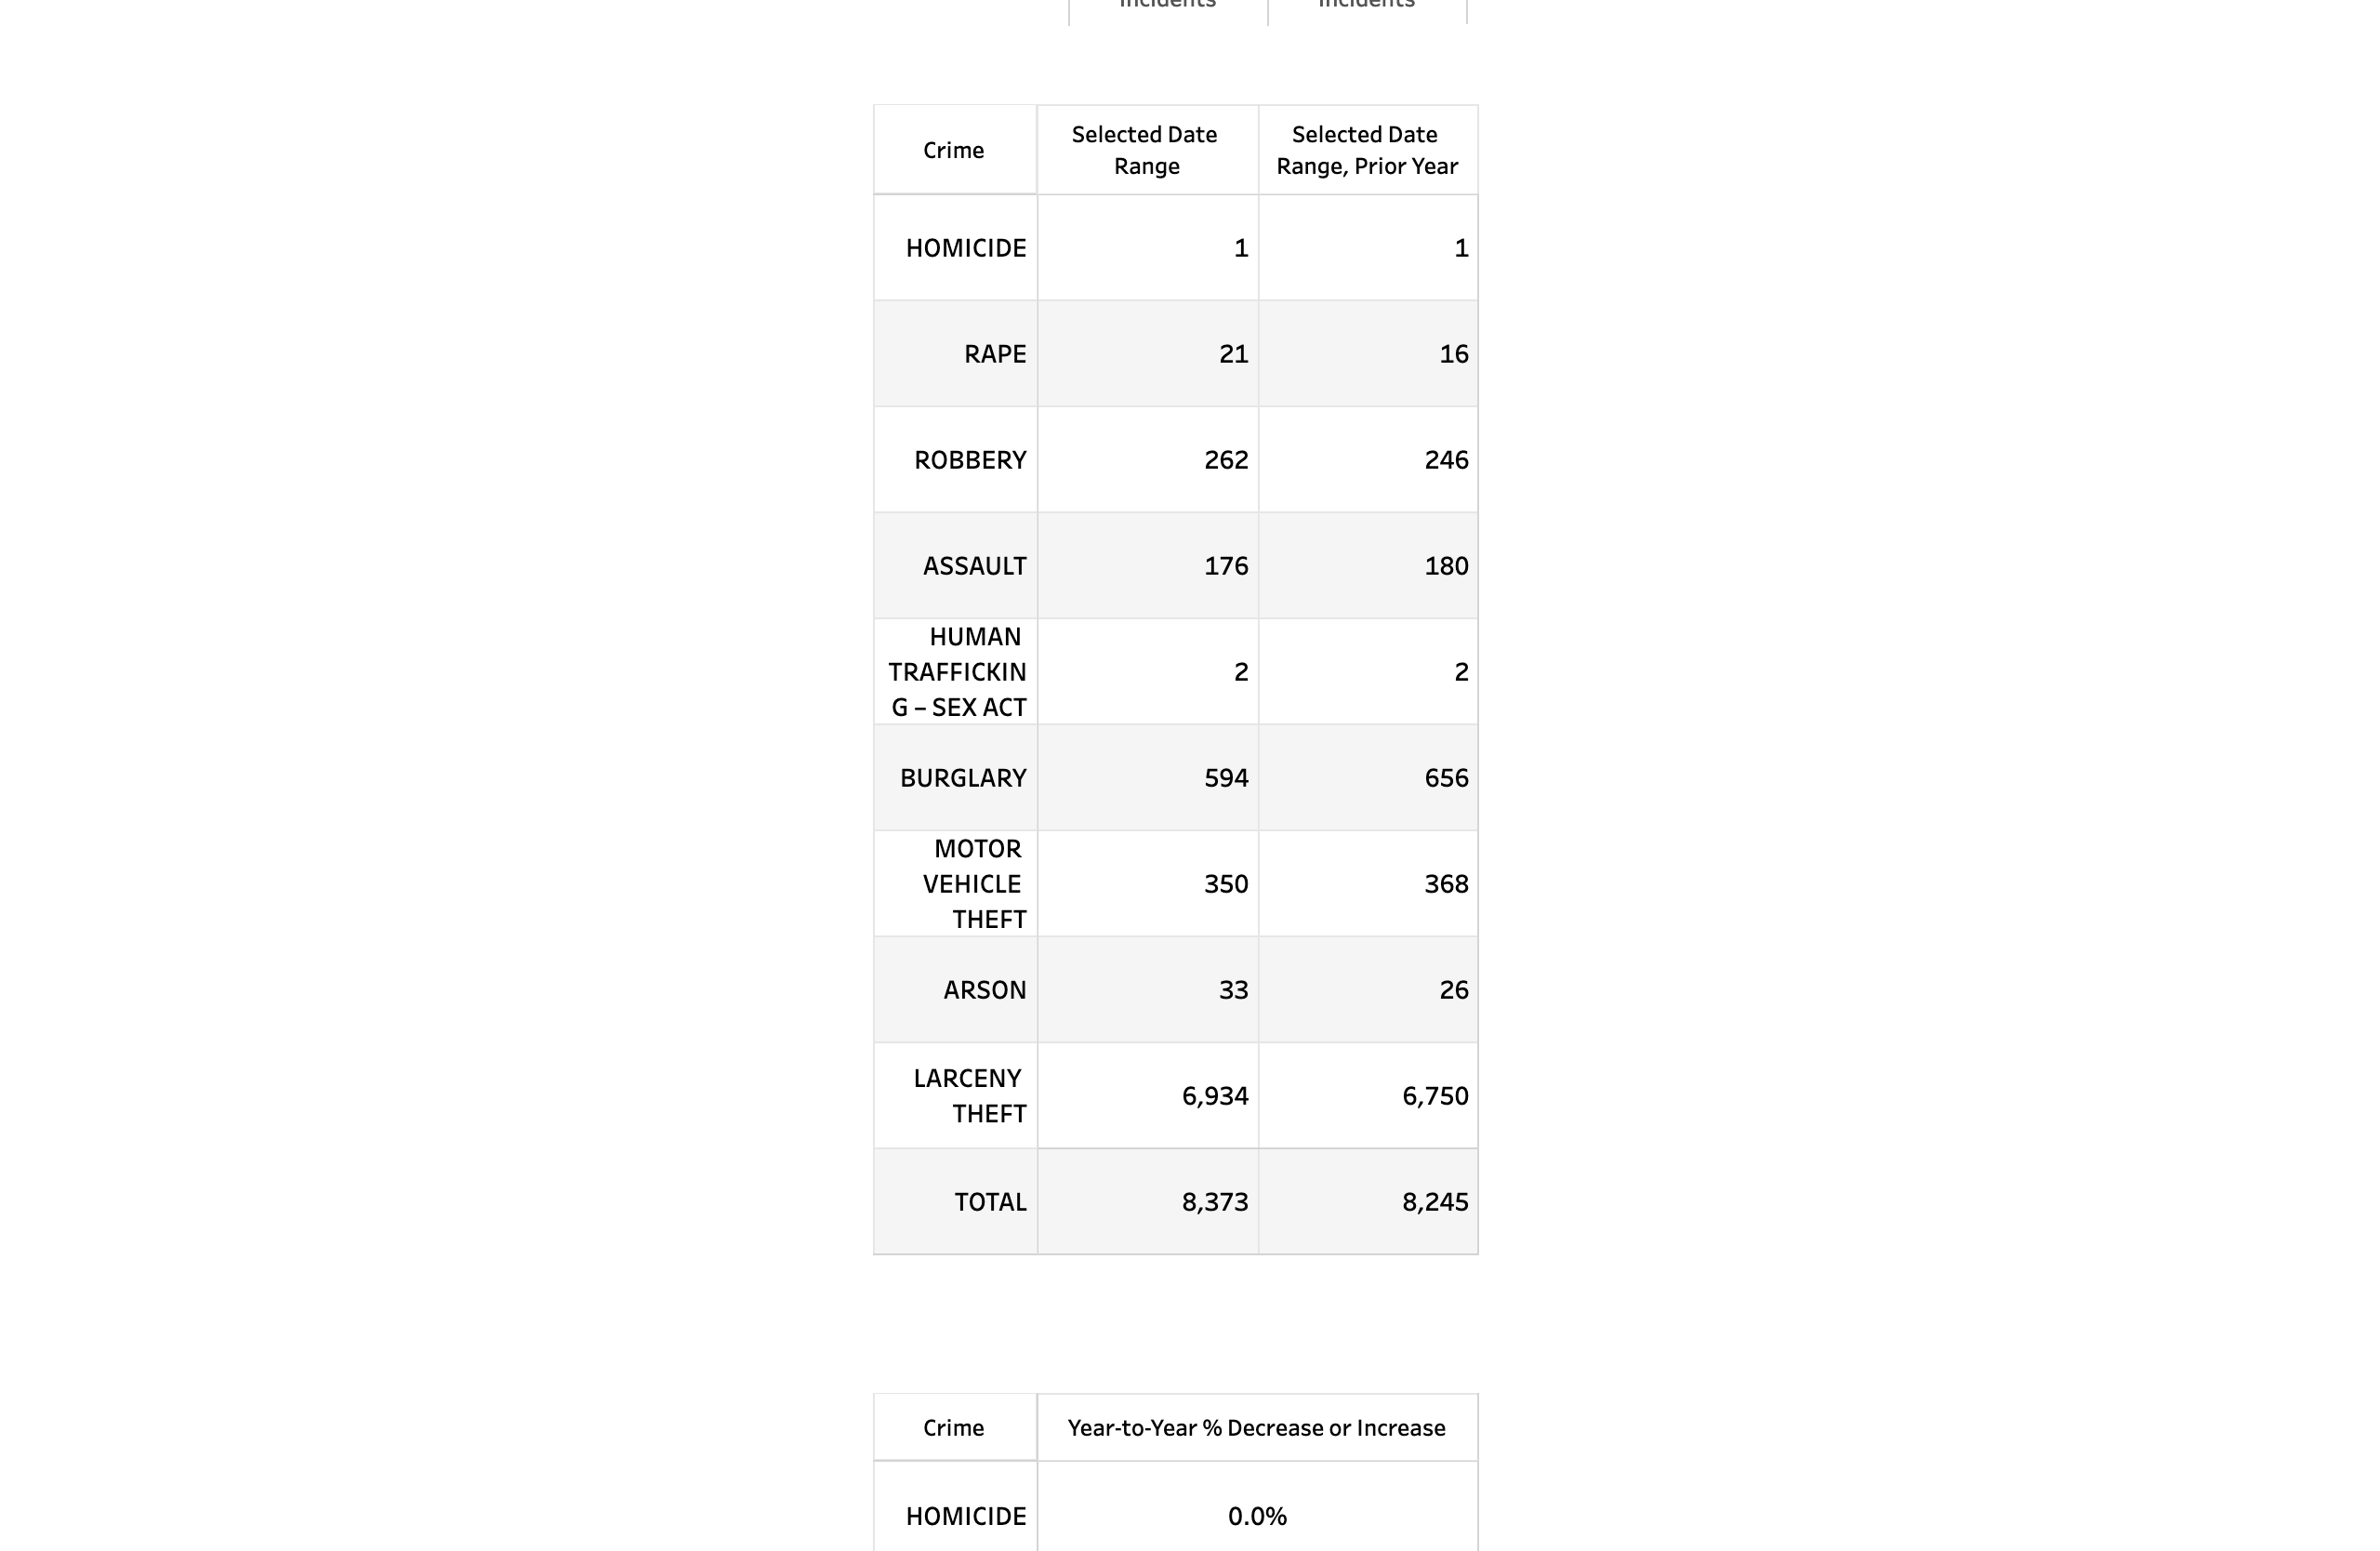 Incidents Incidents
Crime
Selected Date
Range
Selected Date
Range, Prior Year
HOMICIDE 1 1
RAPE 21 16
ROBBERY 262 246
ASSAULT 176 180
HUMAN
TRAFFICKIN
G – SEX ACT
2 2
BURGLARY 594 656
MOTOR
VEHICLE
THEFT
350 368
ARSON 33 26
LARCENY
THEFT
6,934 6,750
TOTAL 8,373 8,245
Crime Year-to-Year % Decrease or Increase
HOMICIDE 0.0%